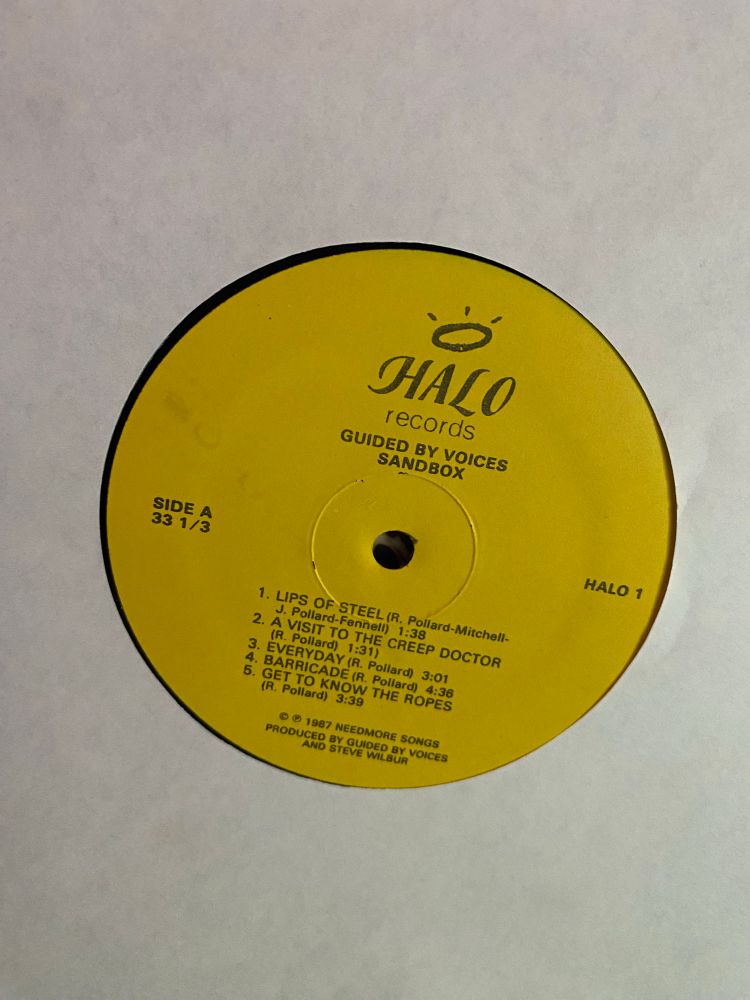 HALO
records
GUIDED BY VOICES
SANDBOX
SIDE A
33 1/3
HALO 1
1. LIPS OF STEEL (R. Pollard-Mitchell-
J. Pollard-Fennell) 1:38
2. A VISIT TO THE CREEP DOCTOR
(R. Pollard) 1:31)
3. EVERYDAY (R. Pollard) 3:01
4. BARRICADE (R. Pollard) 4:36
5. GET TO KNOW THE ROPES
(R. Pollard) 3:39
© ℗ 1987 NEEDMORE SONGS
PRODUCED BY GUIDED BY VOICES
AND STEVE WILBUR